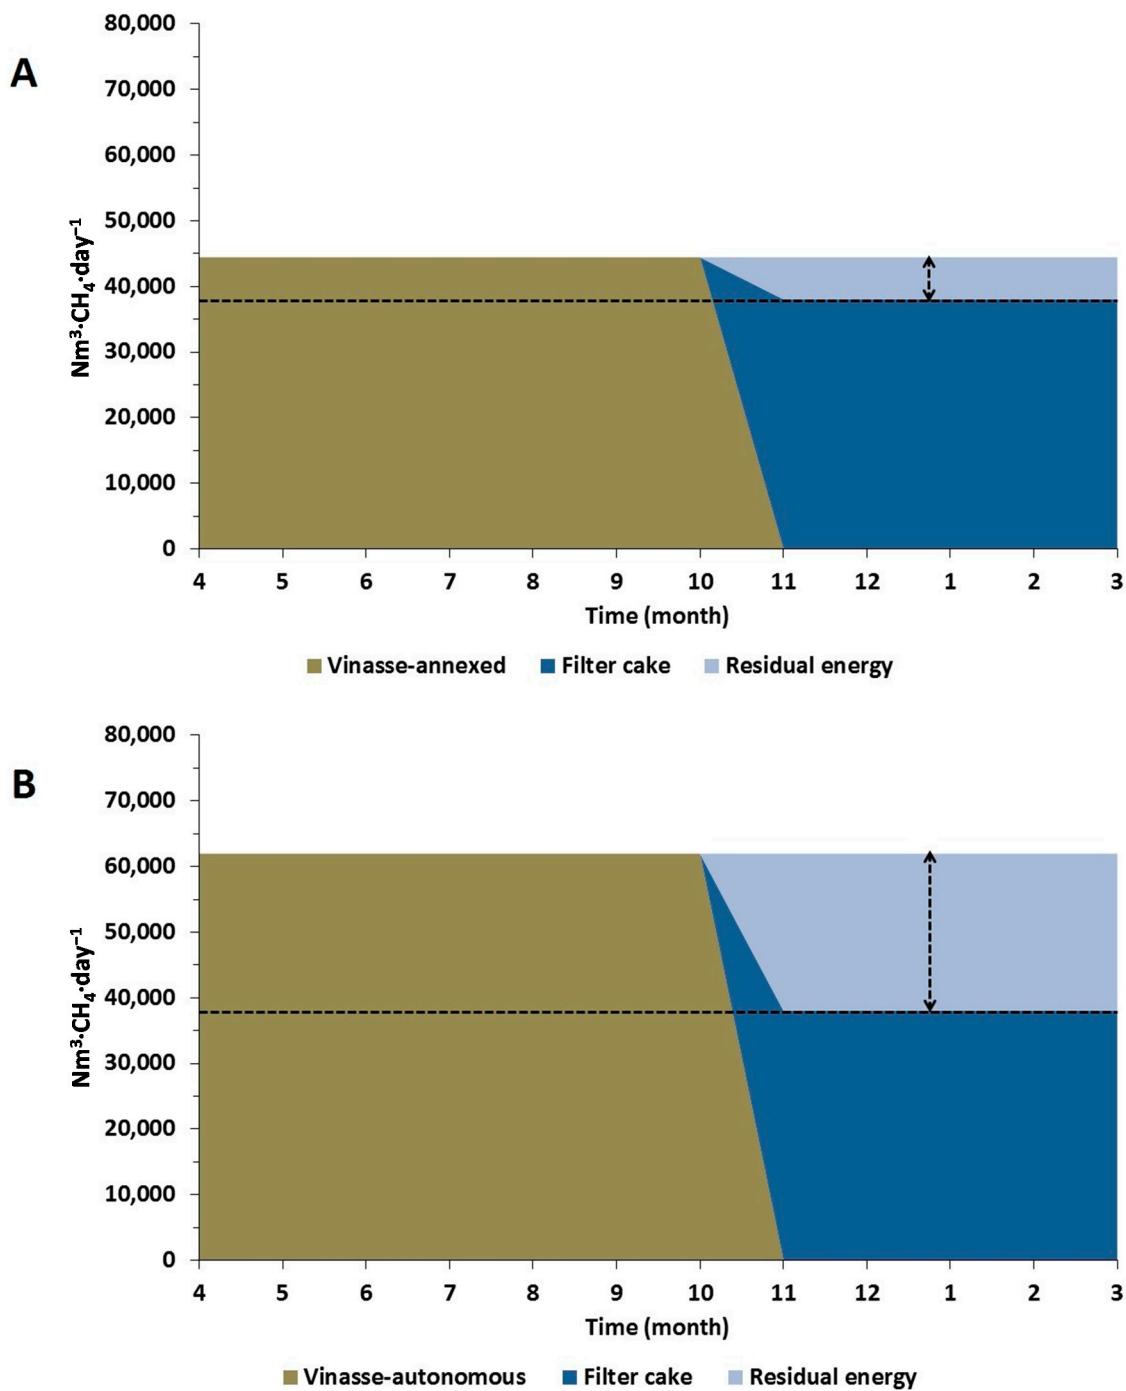 A
80,000
70,000
60,000
50,000
40,000
30,000
20,000
10,000
0
Nm³·CH₄·day⁻¹
4 5 6 7 8 9 10 11 12 1 2 3
Time (month)
Vinasse-annexed Filter cake Residual energy
B
80,000
70,000
60,000
50,000
40,000
30,000
20,000
10,000
0
Nm³·CH₄·day⁻¹
4 5 6 7 8 9 10 11 12 1 2 3
Time (month)
Vinasse-autonomous Filter cake Residual energy